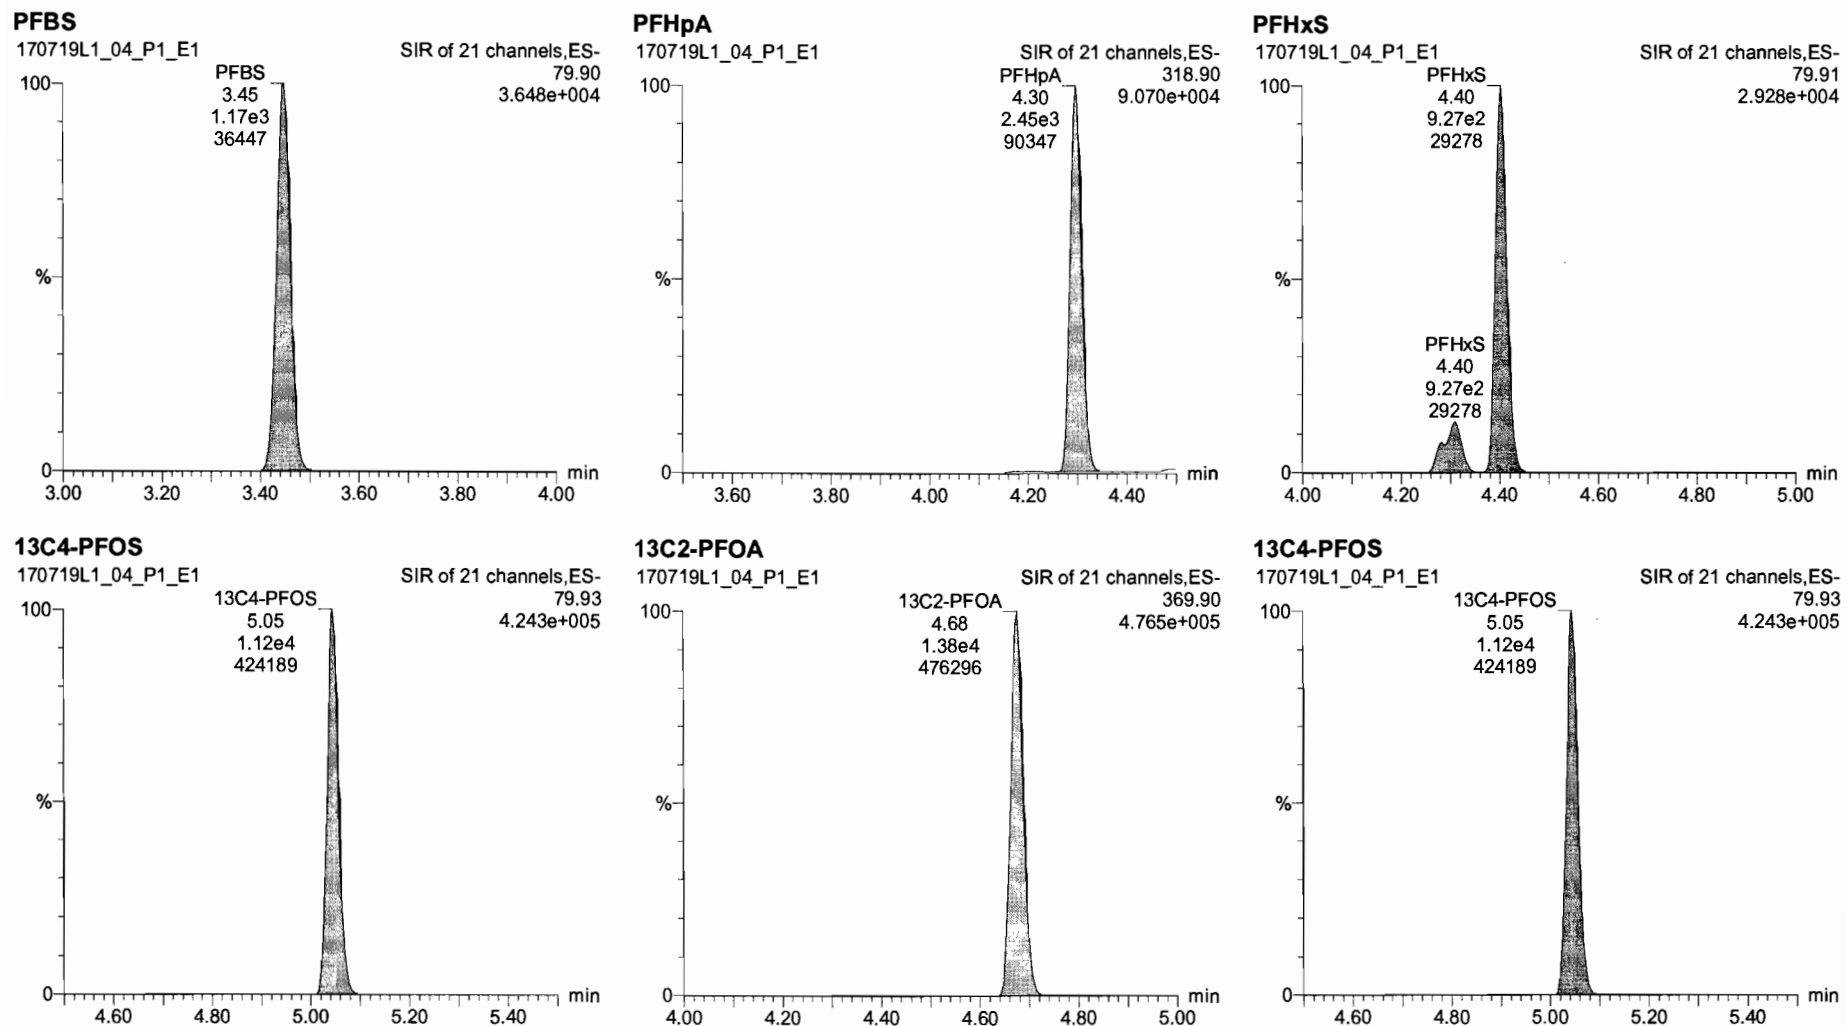 PFBS
170719L1_04_P1_E1
SIR of 21 channels,ES-
79.90
3.648e+004
PFBS
3.45
1.17e3
36447
100
%
0
3.00 3.20 3.40 3.60 3.80 4.00
min
PFHpA
170719L1_04_P1_E1
SIR of 21 channels,ES-
318.90
9.070e+004
PFHpA
4.30
2.45e3
90347
100
%
0
3.60 3.80 4.00 4.20 4.40
min
PFHxS
170719L1_04_P1_E1
SIR of 21 channels,ES-
79.91
2.928e+004
PFHxS
4.40
9.27e2
29278
PFHxS
4.40
9.27e2
29278
100
%
0
4.00 4.20 4.40 4.60 4.80 5.00
min
13C4-PFOS
170719L1_04_P1_E1
SIR of 21 channels,ES-
79.93
4.243e+005
13C4-PFOS
5.05
1.12e4
424189
100
%
0
4.60 4.80 5.00 5.20 5.40
min
13C2-PFOA
170719L1_04_P1_E1
SIR of 21 channels,ES-
369.90
4.765e+005
13C2-PFOA
4.68
1.38e4
476296
100
%
0
4.00 4.20 4.40 4.60 4.80 5.00
min
13C4-PFOS
170719L1_04_P1_E1
SIR of 21 channels,ES-
79.93
4.243e+005
13C4-PFOS
5.05
1.12e4
424189
100
%
0
4.60 4.80 5.00 5.20 5.40
min